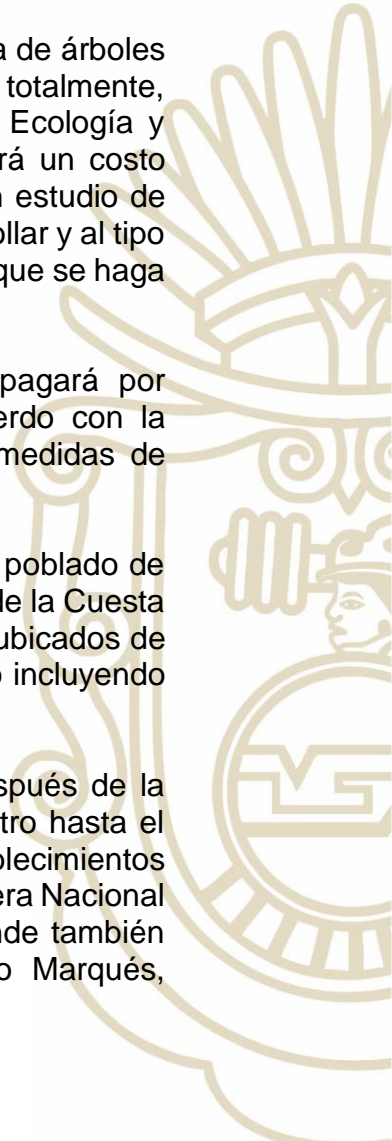 a de árboles
totalmente,
Ecología y
rá un costo
estudio de
ollar y al tipo
que se haga
pagará por
erdo con la
medidas de
poblado de
de la Cuesta
ubicados de
incluyendo
spués de la
tro hasta el
olecimientos
era Nacional
nde también
o Marqués,